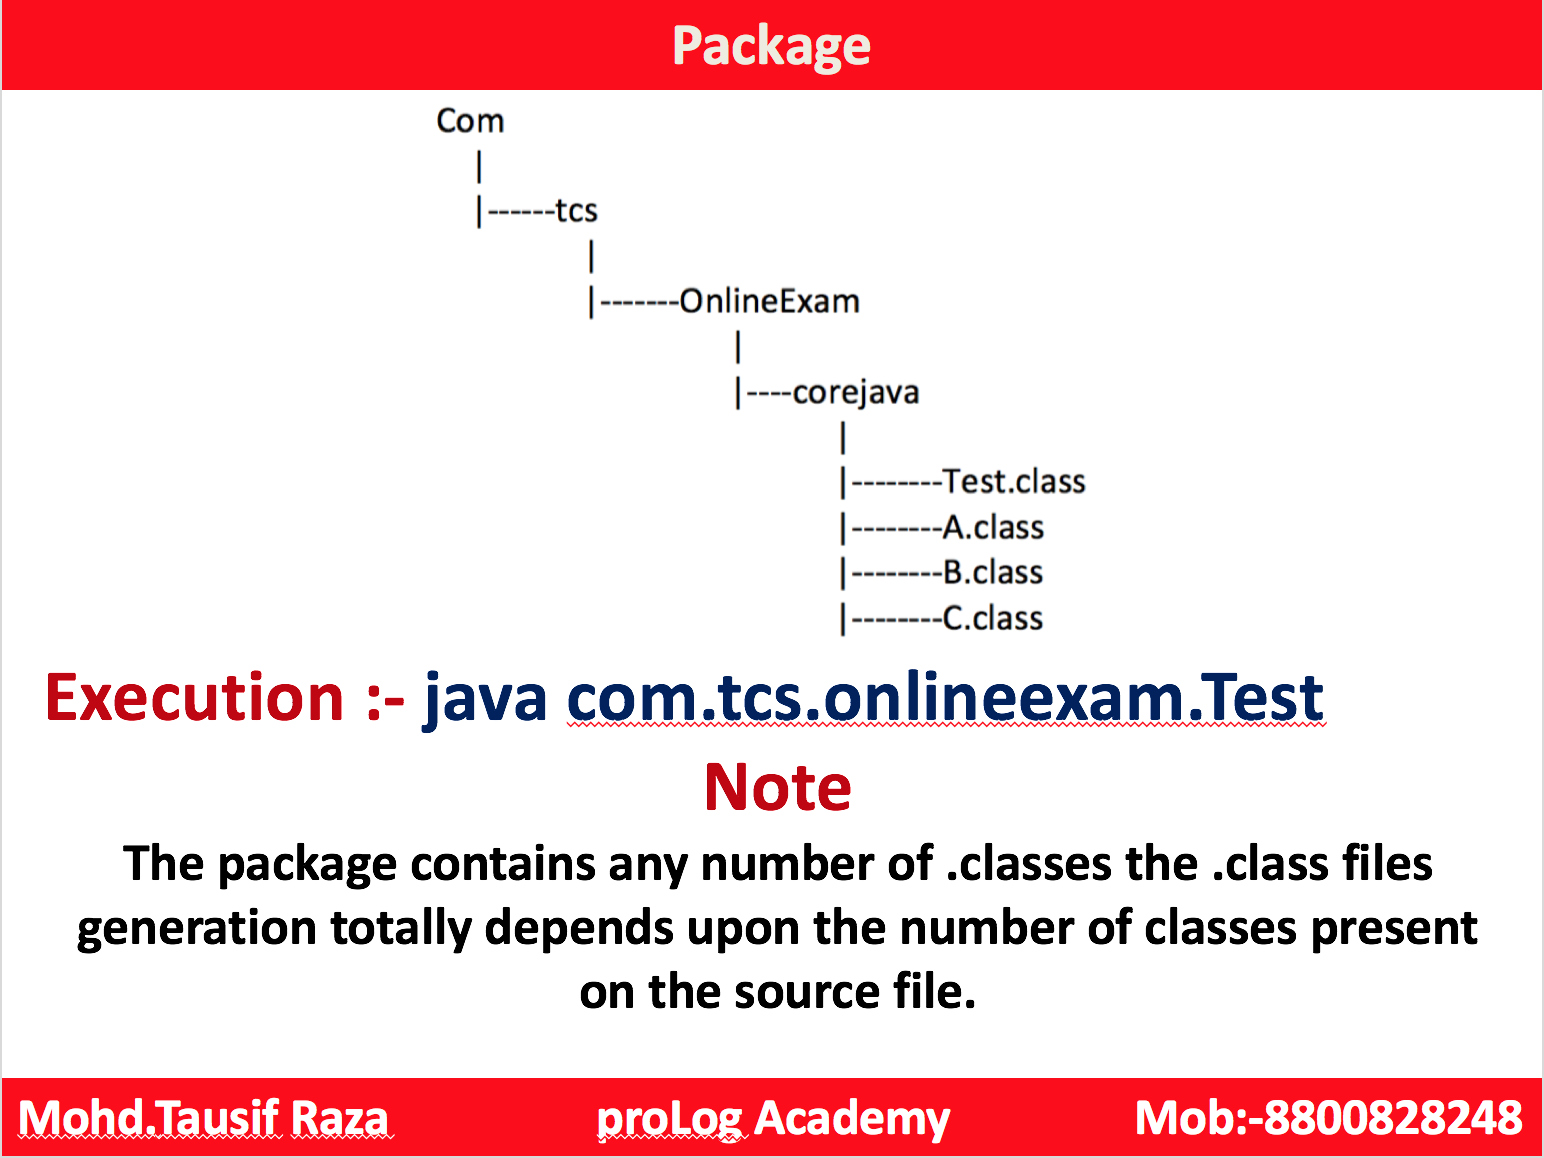 Package
Com
|
|------tcs
|
|-------OnlineExam
|
|----corejava
|
|--------Test.class
|--------A.class
|--------B.class
|--------C.class
Execution :- java com.tcs.onlineexam.Test
Note
The package contains any number of .classes the .class files
generation totally depends upon the number of classes present
on the source file.
Mohd.Tausif Raza proLog Academy Mob:-8800828248